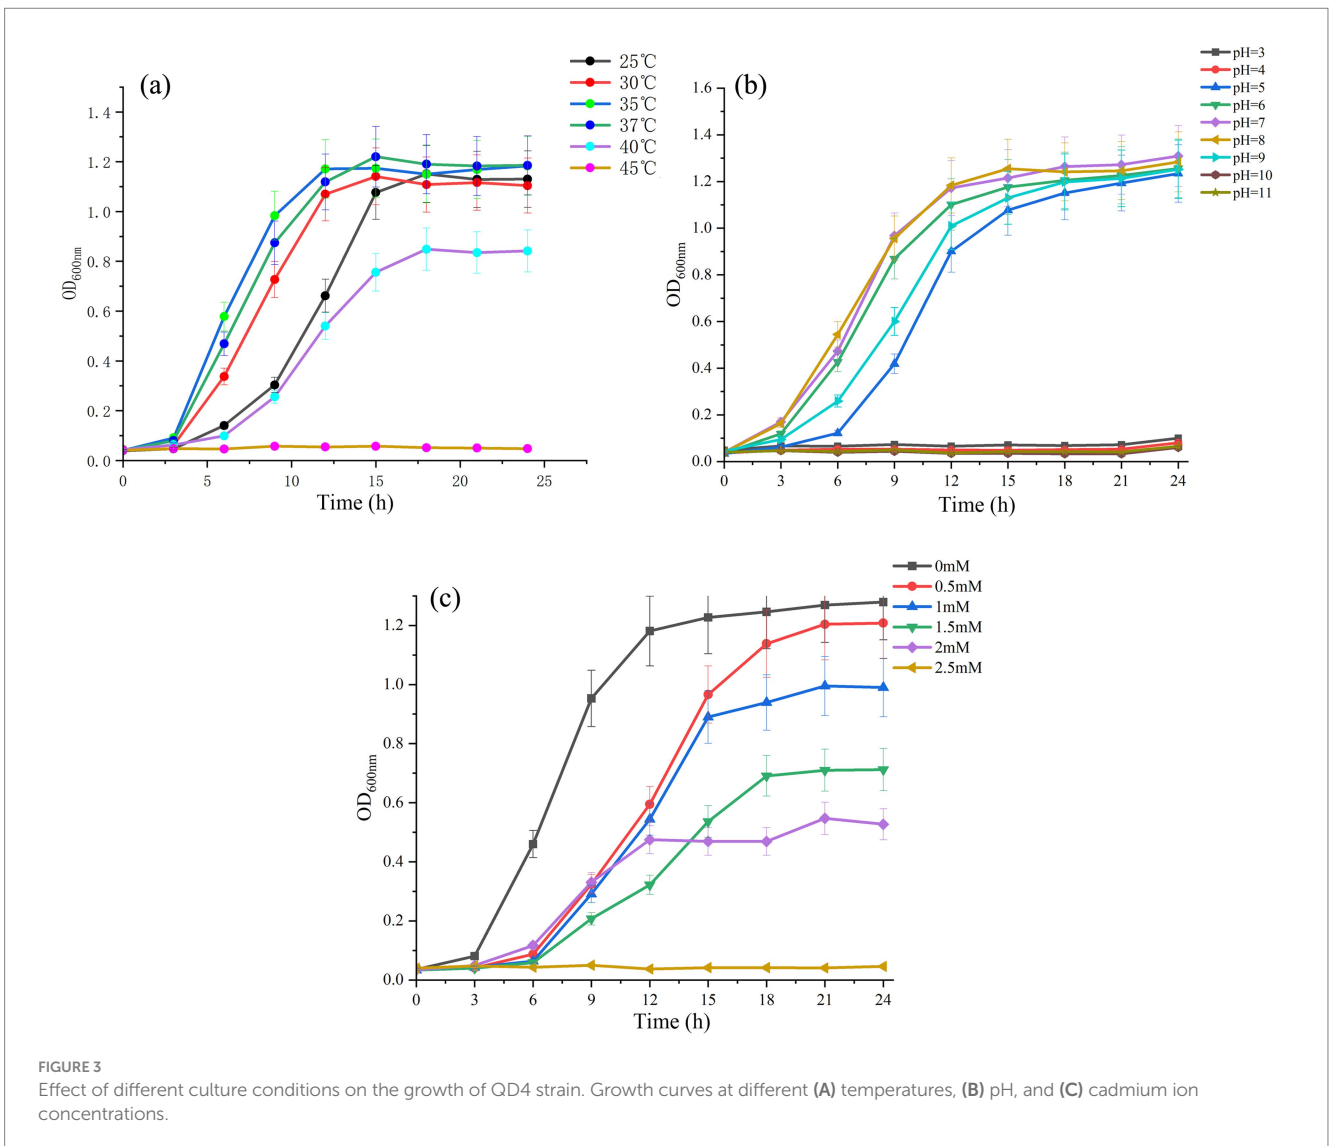 (a)
25℃
30℃
35℃
37℃
40℃
45℃
1.4
1.2
1.0
0.8
0.6
0.4
0.2
0.0
OD600nm
0 5 10 15 20 25
Time (h)
(b)
pH=3
pH=4
pH=5
pH=6
pH=7
pH=8
pH=9
pH=10
pH=11
1.6
1.4
1.2
1.0
0.8
0.6
0.4
0.2
0.0
OD600nm
0 3 6 9 12 15 18 21 24
Time (h)
(c)
0mM
0.5mM
1mM
1.5mM
2mM
2.5mM
1.2
1.0
0.8
0.6
0.4
0.2
0.0
OD600nm
0 3 6 9 12 15 18 21 24
Time (h)
FIGURE 3
Effect of different culture conditions on the growth of QD4 strain. Growth curves at different (A) temperatures, (B) pH, and (C) cadmium ion
concentrations.